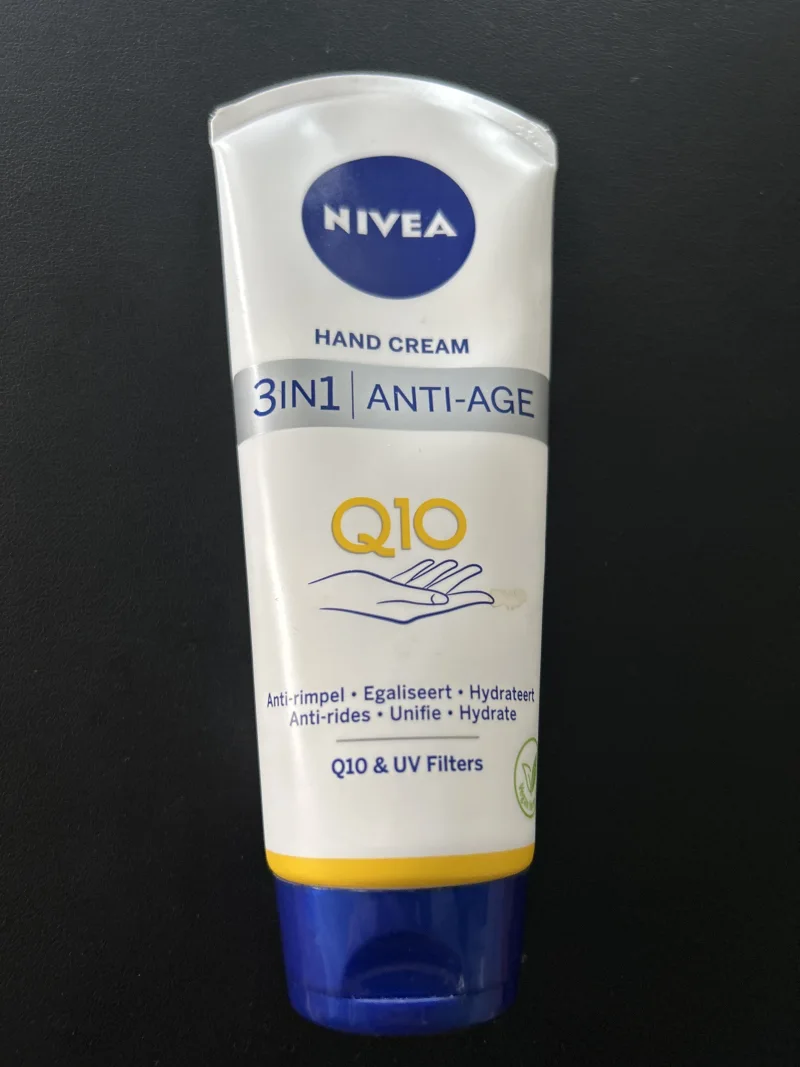 NIVEA
HAND CREAM
3IN1 | ANTI-AGE
Q10
Anti-rimpel • Egaliseert • Hydrateert
Anti-rides • Unifie • Hydrate
Q10 & UV Filters